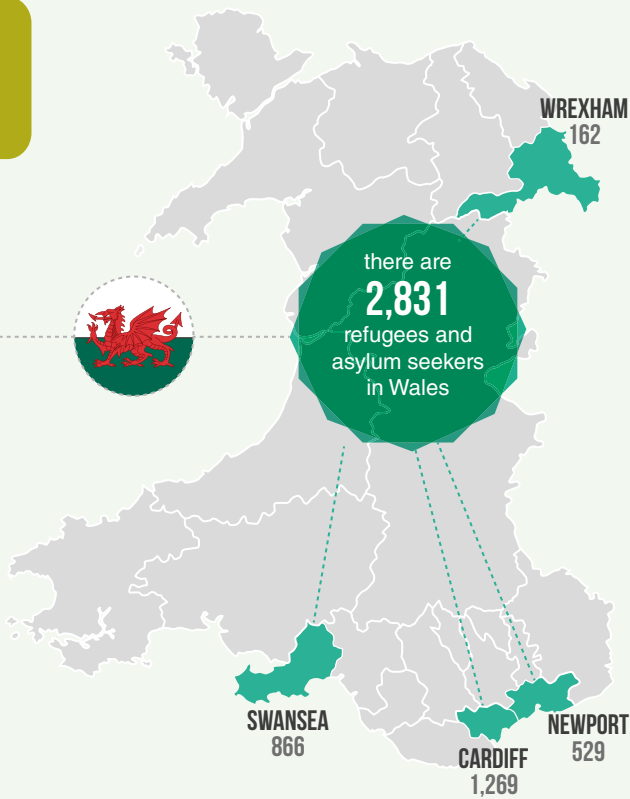 WREXHAM
162
there are
2,831
refugees and
asylum seekers
in Wales
SWANSEA
866
CARDIFF
1,269
NEWPORT
529